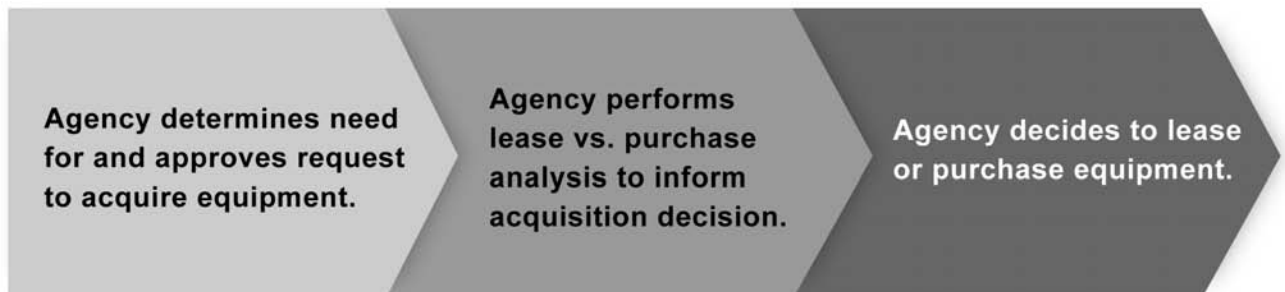 Agency determines need
for and approves request
to acquire equipment.
Agency performs
lease vs. purchase
analysis to inform
acquisition decision.
Agency decides to lease
or purchase equipment.